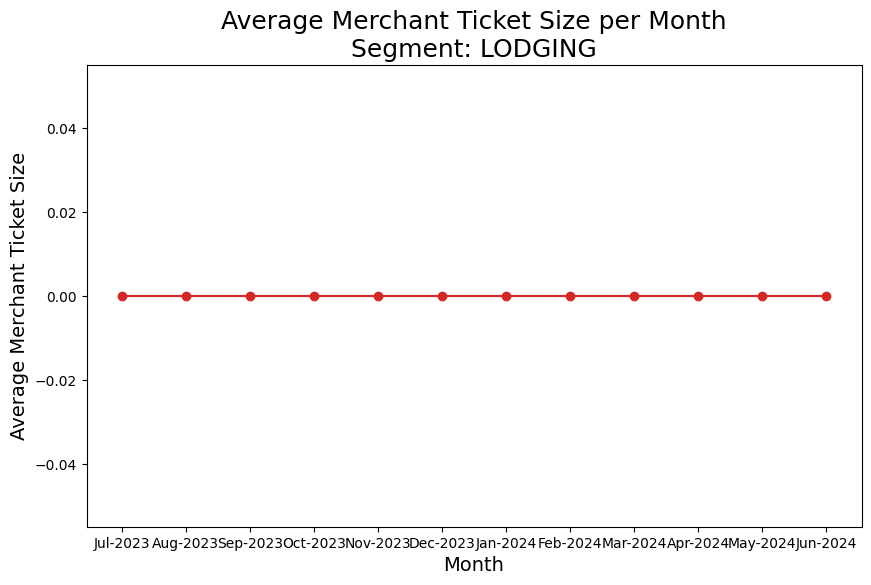 Average Merchant Ticket Size per Month
Segment: LODGING
Average Merchant Ticket Size
0.04
0.02
0.00
−0.02
−0.04
Jul-2023 Aug-2023 Sep-2023 Oct-2023 Nov-2023 Dec-2023 Jan-2024 Feb-2024 Mar-2024 Apr-2024 May-2024 Jun-2024
Month